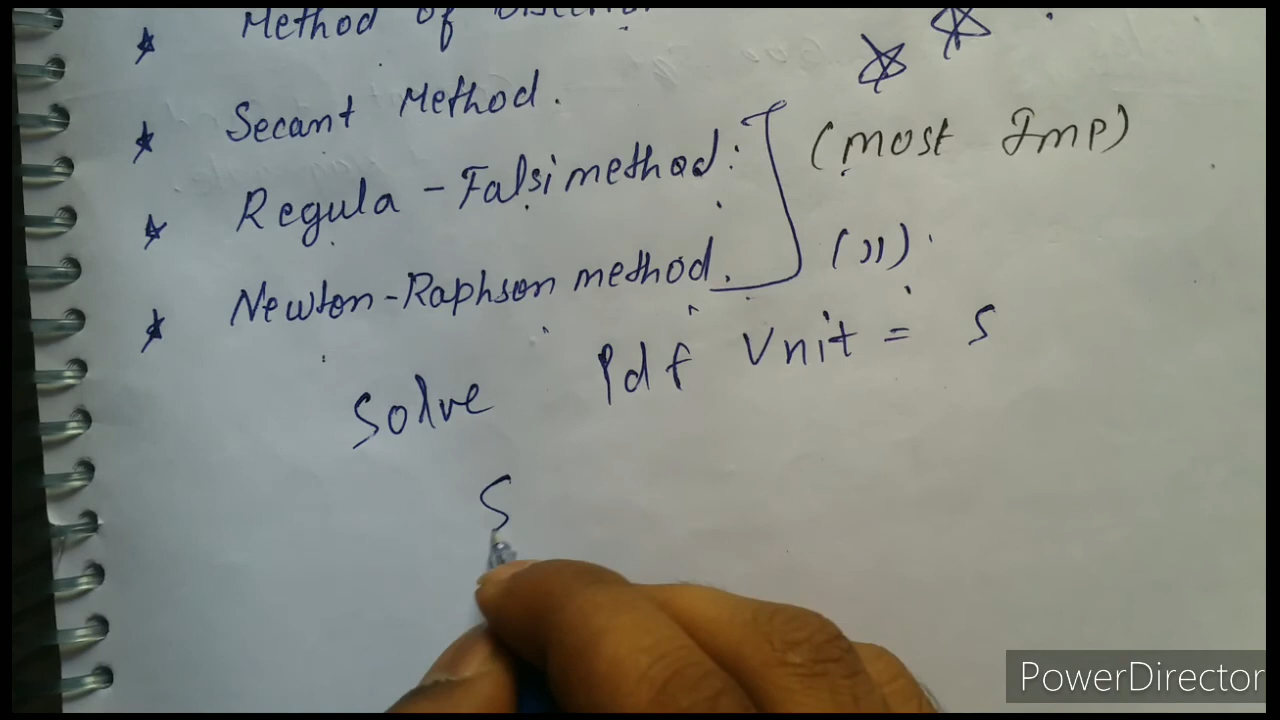 Method of
* Secant Method.
* Regula-Falsi method: (most Imp)
* Newton-Raphson method. (")
Solve Pdf Unit = 5
S
PowerDirector